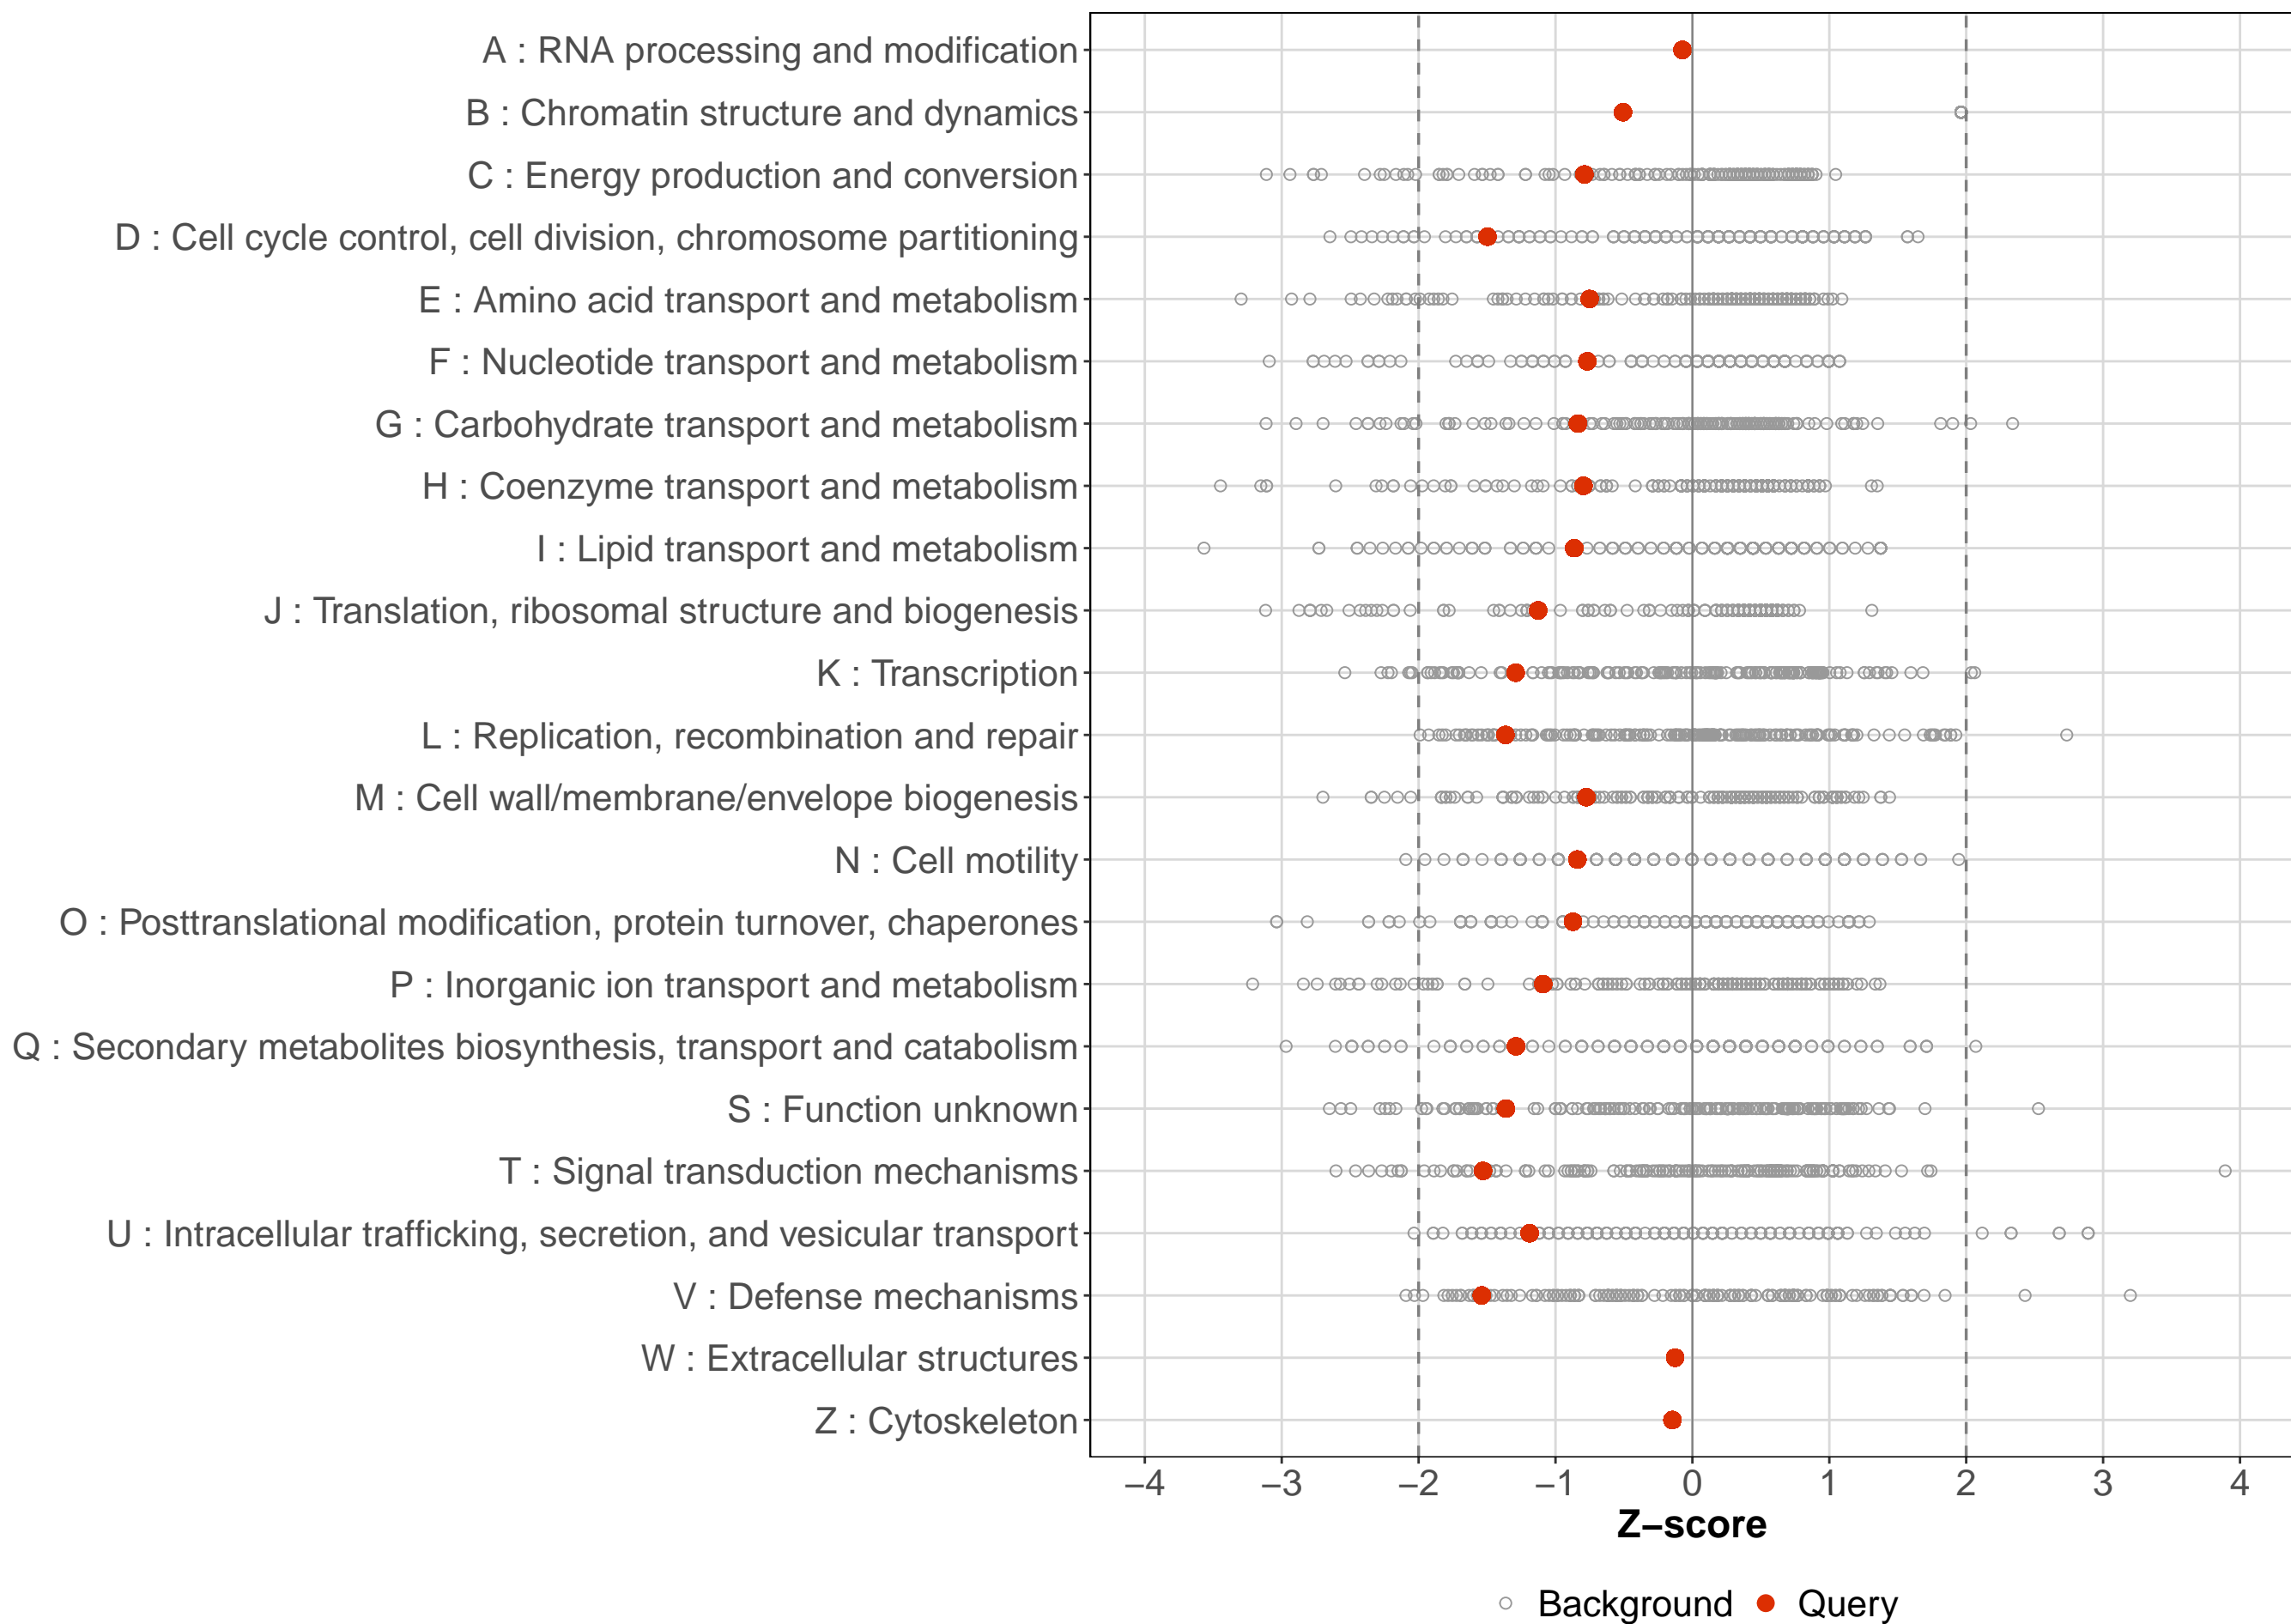 A : RNA processing and modification
B : Chromatin structure and dynamics
C : Energy production and conversion
D : Cell cycle control, cell division, chromosome partitioning
E : Amino acid transport and metabolism
F : Nucleotide transport and metabolism
G : Carbohydrate transport and metabolism
H : Coenzyme transport and metabolism
I : Lipid transport and metabolism
J : Translation, ribosomal structure and biogenesis
K : Transcription
L : Replication, recombination and repair
M : Cell wall/membrane/envelope biogenesis
N : Cell motility
O : Posttranslational modification, protein turnover, chaperones
P : Inorganic ion transport and metabolism
Q : Secondary metabolites biosynthesis, transport and catabolism
S : Function unknown
T : Signal transduction mechanisms
U : Intracellular trafficking, secretion, and vesicular transport
V : Defense mechanisms
W : Extracellular structures
Z : Cytoskeleton
−4 −3 −2 −1 0 1 2 3 4
Z−score
Background Query